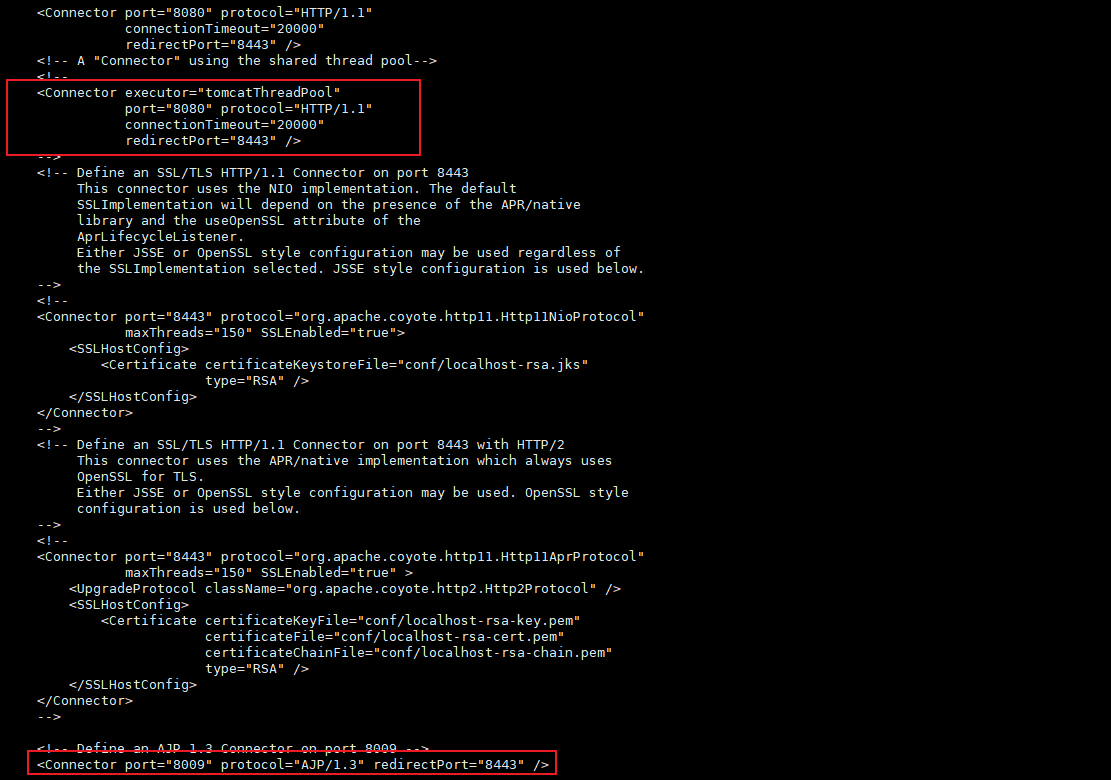 <Connector port="8080" protocol="HTTP/1.1"
           connectionTimeout="20000"
           redirectPort="8443" />
<!-- A "Connector" using the shared thread pool-->
<!--
<Connector executor="tomcatThreadPool"
           port="8080" protocol="HTTP/1.1"
           connectionTimeout="20000"
           redirectPort="8443" />
-->
<!-- Define an SSL/TLS HTTP/1.1 Connector on port 8443
     This connector uses the NIO implementation. The default
     SSLImplementation will depend on the presence of the APR/native
     library and the useOpenSSL attribute of the
     AprLifecycleListener.
     Either JSSE or OpenSSL style configuration may be used regardless of
     the SSLImplementation selected. JSSE style configuration is used below.
-->
<!--
<Connector port="8443" protocol="org.apache.coyote.http11.Http11NioProtocol"
           maxThreads="150" SSLEnabled="true">
    <SSLHostConfig>
        <Certificate certificateKeystoreFile="conf/localhost-rsa.jks"
                     type="RSA" />
    </SSLHostConfig>
</Connector>
-->
<!-- Define an SSL/TLS HTTP/1.1 Connector on port 8443 with HTTP/2
     This connector uses the APR/native implementation which always uses
     OpenSSL for TLS.
     Either JSSE or OpenSSL style configuration may be used. OpenSSL style
     configuration is used below.
-->
<!--
<Connector port="8443" protocol="org.apache.coyote.http11.Http11AprProtocol"
           maxThreads="150" SSLEnabled="true" >
    <UpgradeProtocol className="org.apache.coyote.http2.Http2Protocol" />
    <SSLHostConfig>
        <Certificate certificateKeyFile="conf/localhost-rsa-key.pem"
                     certificateFile="conf/localhost-rsa-cert.pem"
                     certificateChainFile="conf/localhost-rsa-chain.pem"
                     type="RSA" />
    </SSLHostConfig>
</Connector>
-->
<!-- Define an AJP 1.3 Connector on port 8009 -->
<Connector port="8009" protocol="AJP/1.3" redirectPort="8443" />